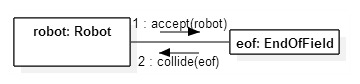 1 : accept(robot)
robot: Robot
eof: EndOfField
2 : collide(eof)